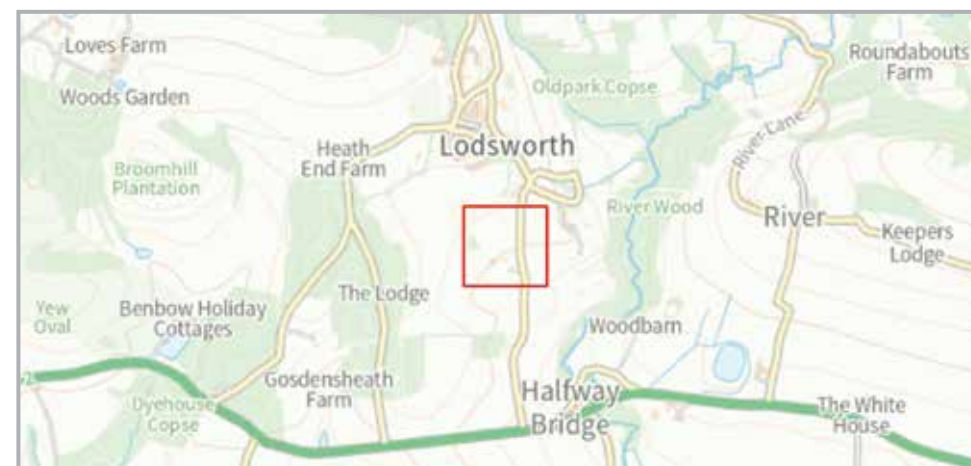 Loves Farm
Woods Garden
Oldpark Copse
Roundabouts
Farm
Heath
End Farm
Lodsworth
River Lane
Broomhill
Plantation
River Wood
River
Keepers
Lodge
Yew
Oval
Benbow Holiday
Cottages
The Lodge
Woodbarn
Gosdensheath
Farm
Dyehouse
Copse
Halfway
Bridge
The White
House